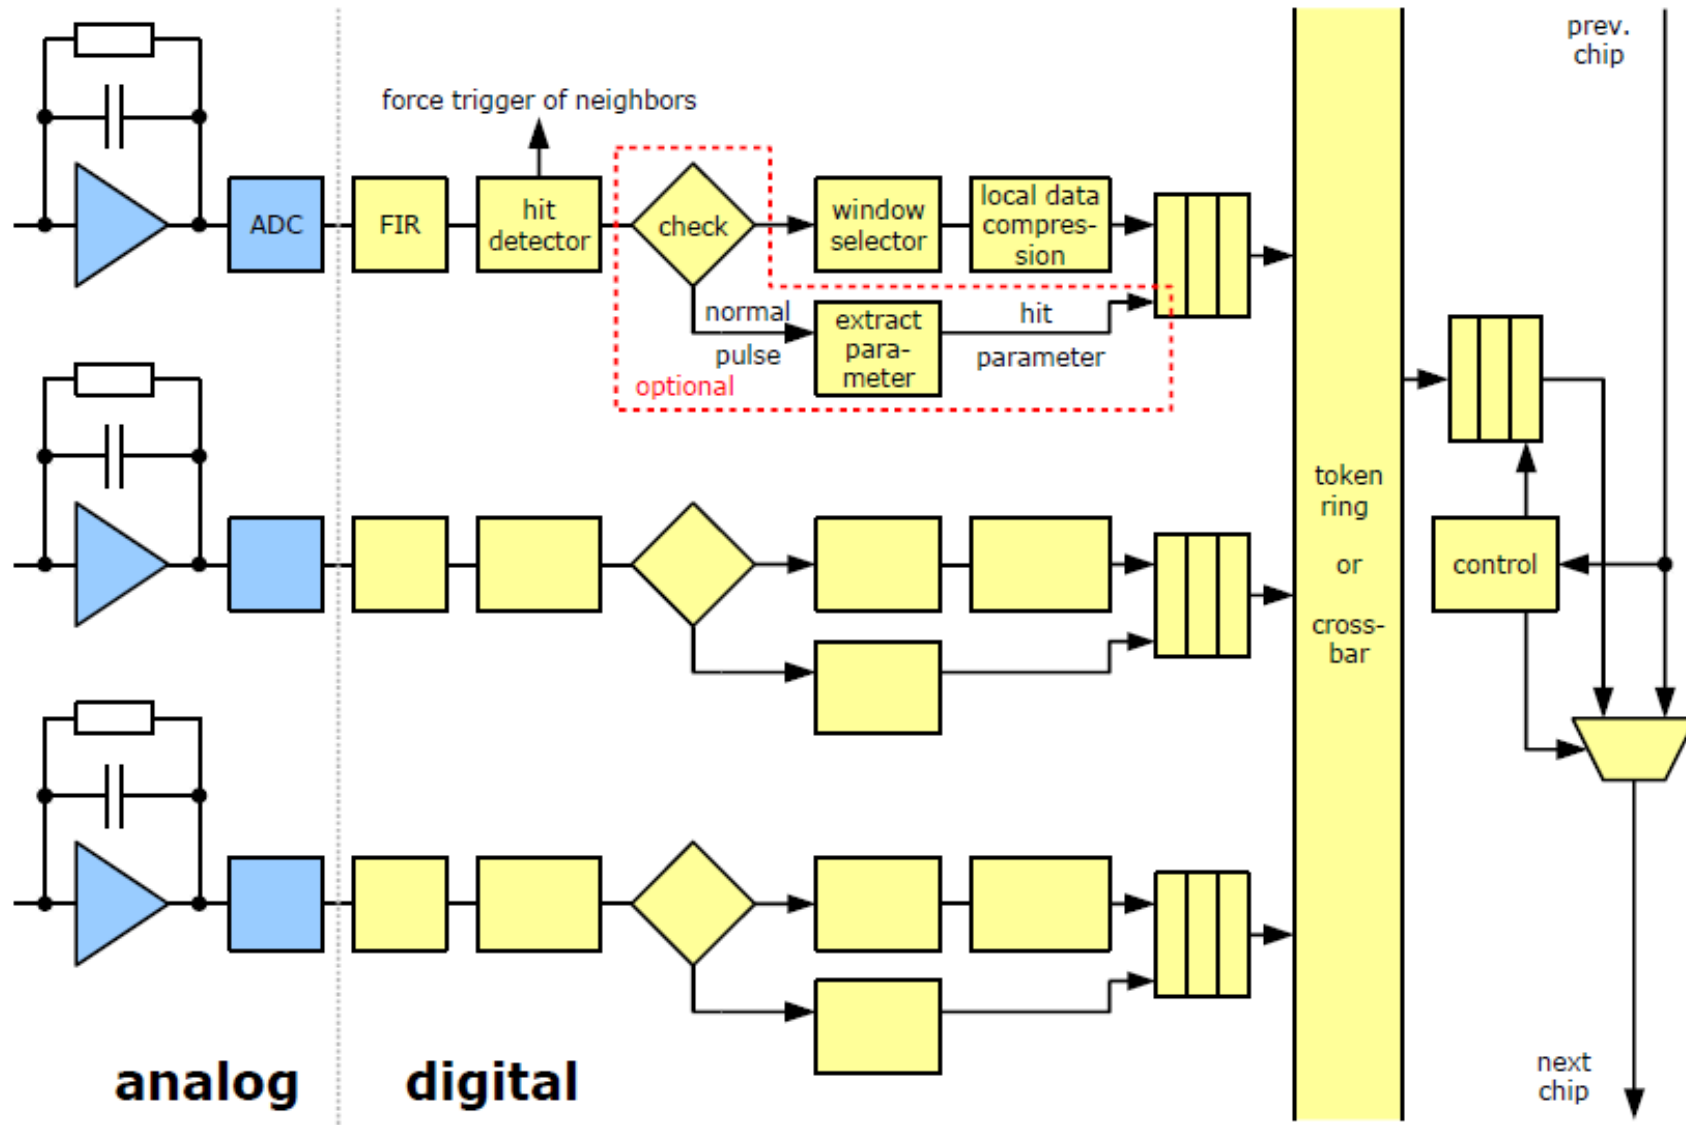 prev.
chip
force trigger of neighbors
ADC
FIR
hit
detector
check
window
selector
local data
compres-
sion
normal
pulse
extract
para-
meter
hit
parameter
optional
token
ring
or
cross-
bar
control
next
chip
analog
digital